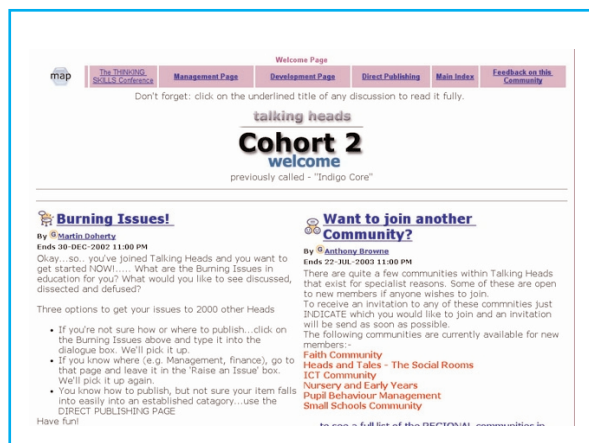 Welcome Page
map
The THINKING SKILLS Conference
Management Page
Development Page
Direct Publishing
Main Index
Feedback on this Community
Don't forget: click on the underlined title of any discussion to read it fully.
talking heads
Cohort 2
welcome
previously called - "Indigo Core"
Burning Issues!
By Martin Doherty
Ends 30-DEC-2002 11:00 PM
Okay...so.. you've joined Talking Heads and you want to
get started NOW!..... What are the Burning Issues in
education for you? What would you like to see discussed,
dissected and defused?
Three options to get your issues to 2000 other Heads
• If you're not sure how or where to publish...click on
the Burning Issues above and type it into the
dialogue box. We'll pick it up.
• If you know where (e.g. Management, finance), go to
that page and leave it in the 'Raise an Issue' box.
We'll pick it up again.
• You know how to publish, but not sure your item falls
into easily into an established catagory...use the
DIRECT PUBLISHING PAGE
Have fun!
Want to join another
Community?
By Anthony Browne
Ends 22-JUL-2003 11:00 PM
There are quite a few communities within Talking Heads
that exist for specialist reasons. Some of these are open
to new members if anyone wishes to join.
To receive an invitation to any of these commnities just
INDICATE which you would like to join and an invitation
will be send as soon as possible.
The following communities are currently available for new
members:-
Faith Community
Heads and Tales - The Social Rooms
ICT Community
Nursery and Early Years
Pupil Behaviour Management
Small Schools Community
to see a full list of the REGIONAL communities in